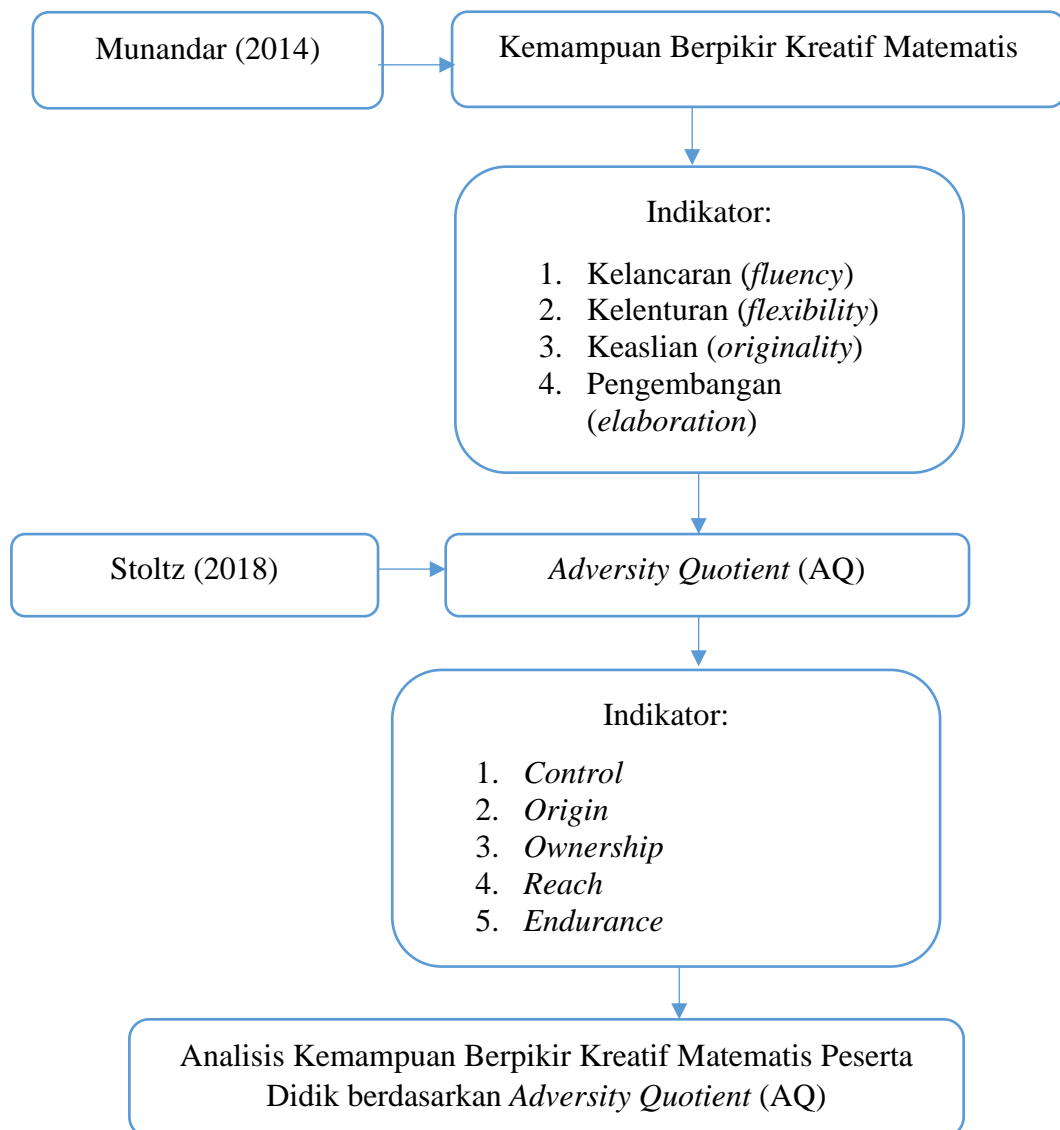 Munandar (2014)
Kemampuan Berpikir Kreatif Matematis
Indikator:
1. Kelancaran (fluency)
2. Kelenturan (flexibility)
3. Keaslian (originality)
4. Pengembangan
(elaboration)
Stoltz (2018)
Adversity Quotient (AQ)
Indikator:
1. Control
2. Origin
3. Ownership
4. Reach
5. Endurance
Analisis Kemampuan Berpikir Kreatif Matematis Peserta
Didik berdasarkan Adversity Quotient (AQ)